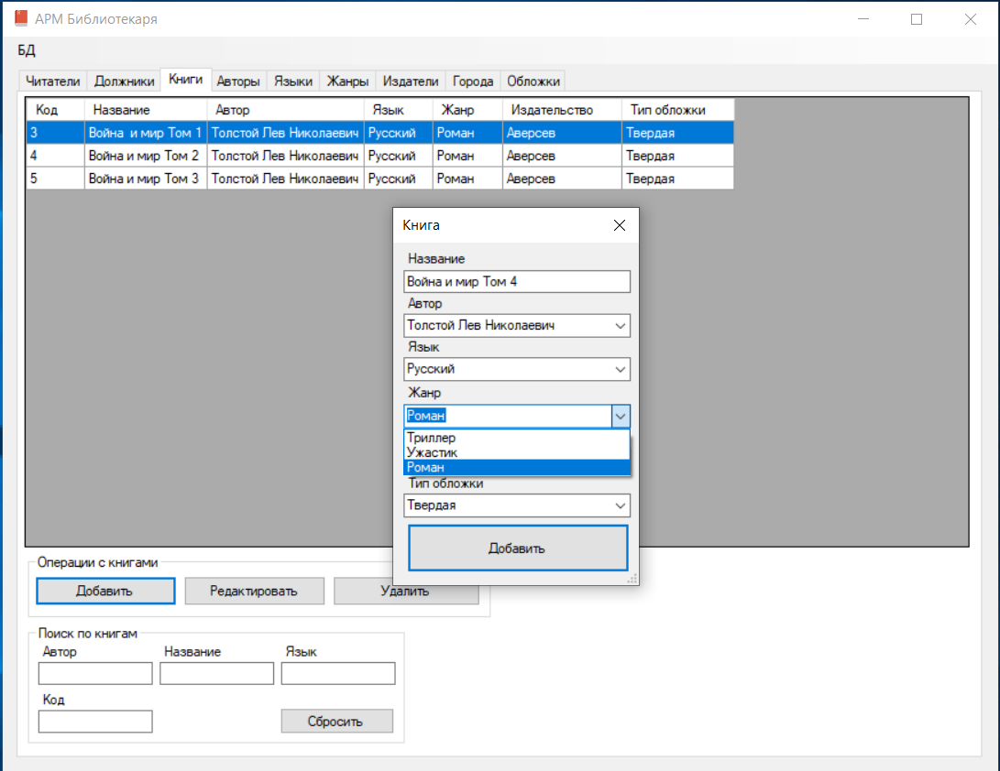 АРМ Библиотекаря
БД
Читатели Должники Книги Авторы Языки Жанры Издатели Города Обложки
Код Название Автор Язык Жанр Издательство Тип обложки
3 Война  и мир Том 1 Толстой Лев Николаевич Русский Роман Аверсев Твердая
4 Война и мир Том 2 Толстой Лев Николаевич Русский Роман Аверсев Твердая
5 Война и мир Том 3 Толстой Лев Николаевич Русский Роман Аверсев Твердая
Книга
Название
Война и мир Том 4
Автор
Толстой Лев Николаевич
Язык
Русский
Жанр
Роман
Триллер
Ужастик
Роман
Тип обложки
Твердая
Добавить
Операции с книгами
Добавить Редактировать Удалить
Поиск по книгам
Автор Название Язык
Код
Сбросить